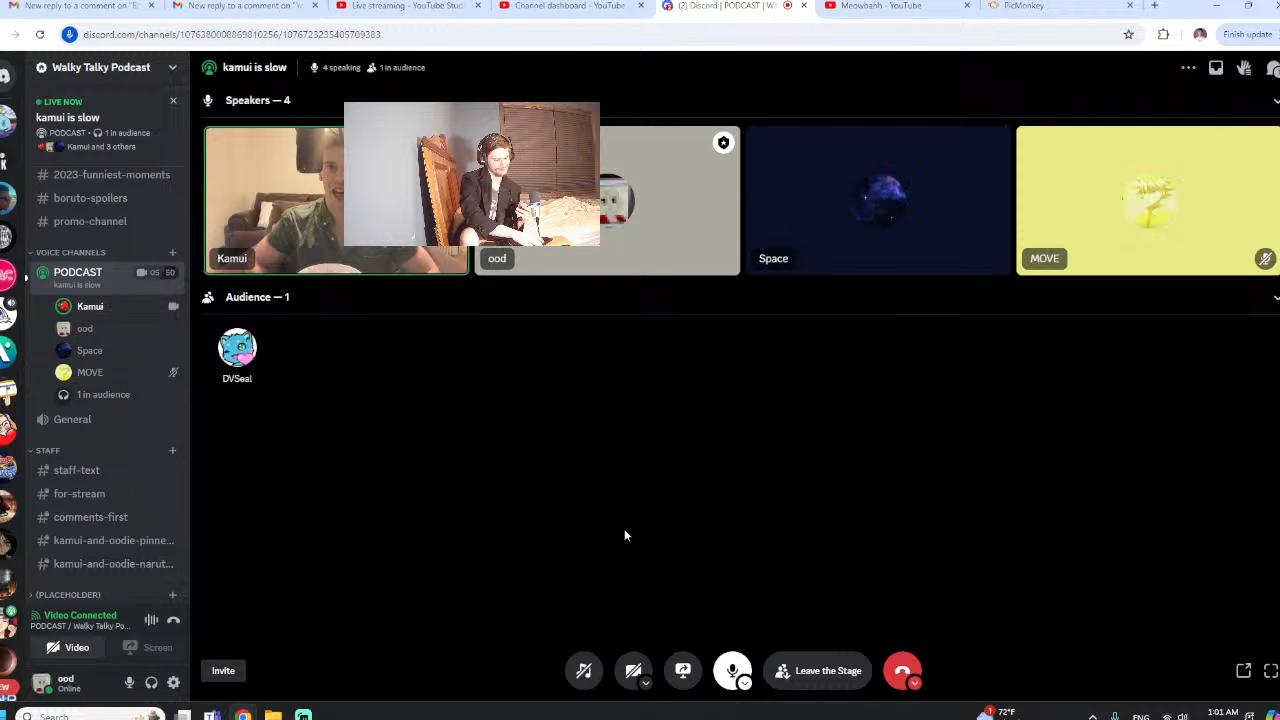 New reply to a comment on "E
New reply to a comment on "Yo
Live streaming - YouTube Studi
Channel dashboard - YouTube
(2) Discord | PODCAST | Wa
Meowbahh - YouTube
PicMonkey
discord.com/channels/1076380008869810256/1076723235405709383
Finish update
Walky Talky Podcast
kamui is slow
4 speaking
1 in audience
LIVE NOW
kamui is slow
PODCAST • 1 in audience
Kamui and 3 others
2023-funniest-moments
boruto-spoilers
promo-channel
VOICE CHANNELS
PODCAST
05 50
kamui is slow
Kamui
ood
Space
MOVE
1 in audience
General
STAFF
staff-text
for-stream
comments-first
kamui-and-oodie-pinne...
kamui-and-oodie-narut...
(PLACEHOLDER)
Video Connected
PODCAST / Walky Talky Po...
Video
Screen
ood
Online
Speakers — 4
Kamui
ood
Space
MOVE
Audience — 1
DVSeal
Invite
Leave the Stage
Search
1
72°F
ENG
1:01 AM